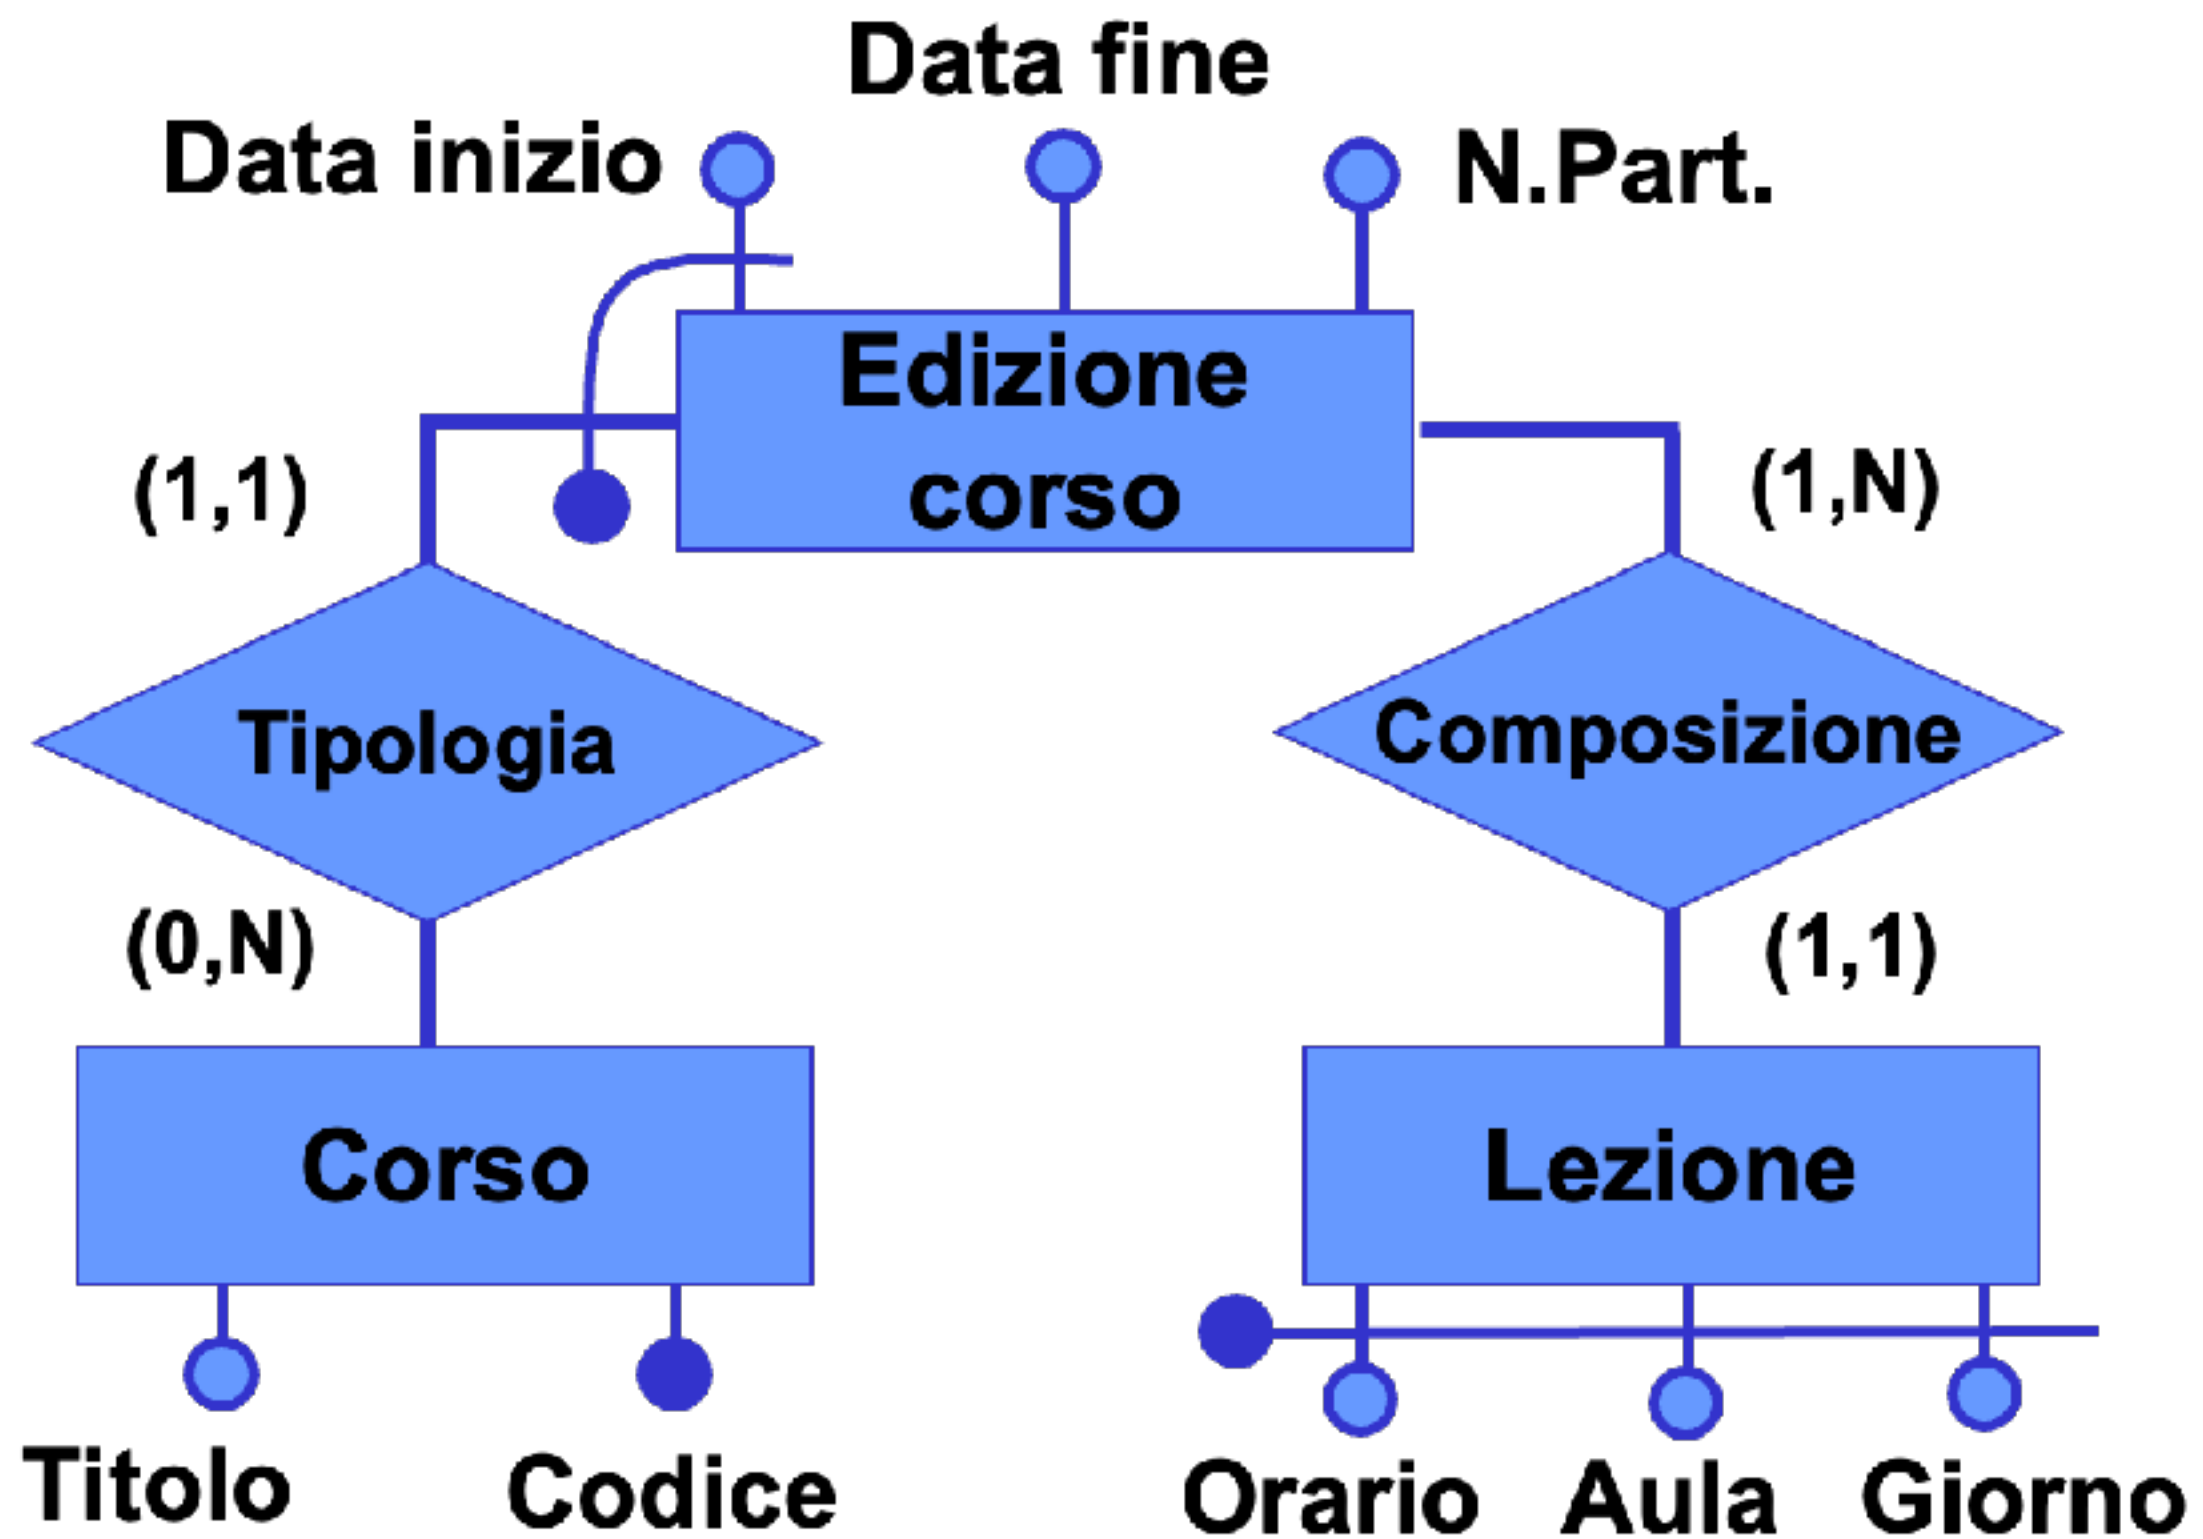 Data fine
Data inizio
N.Part.
Edizione
corso
(1,1)
(1,N)
Tipologia
Composizione
(0,N)
(1,1)
Corso
Lezione
Titolo
Codice
Orario
Aula
Giorno